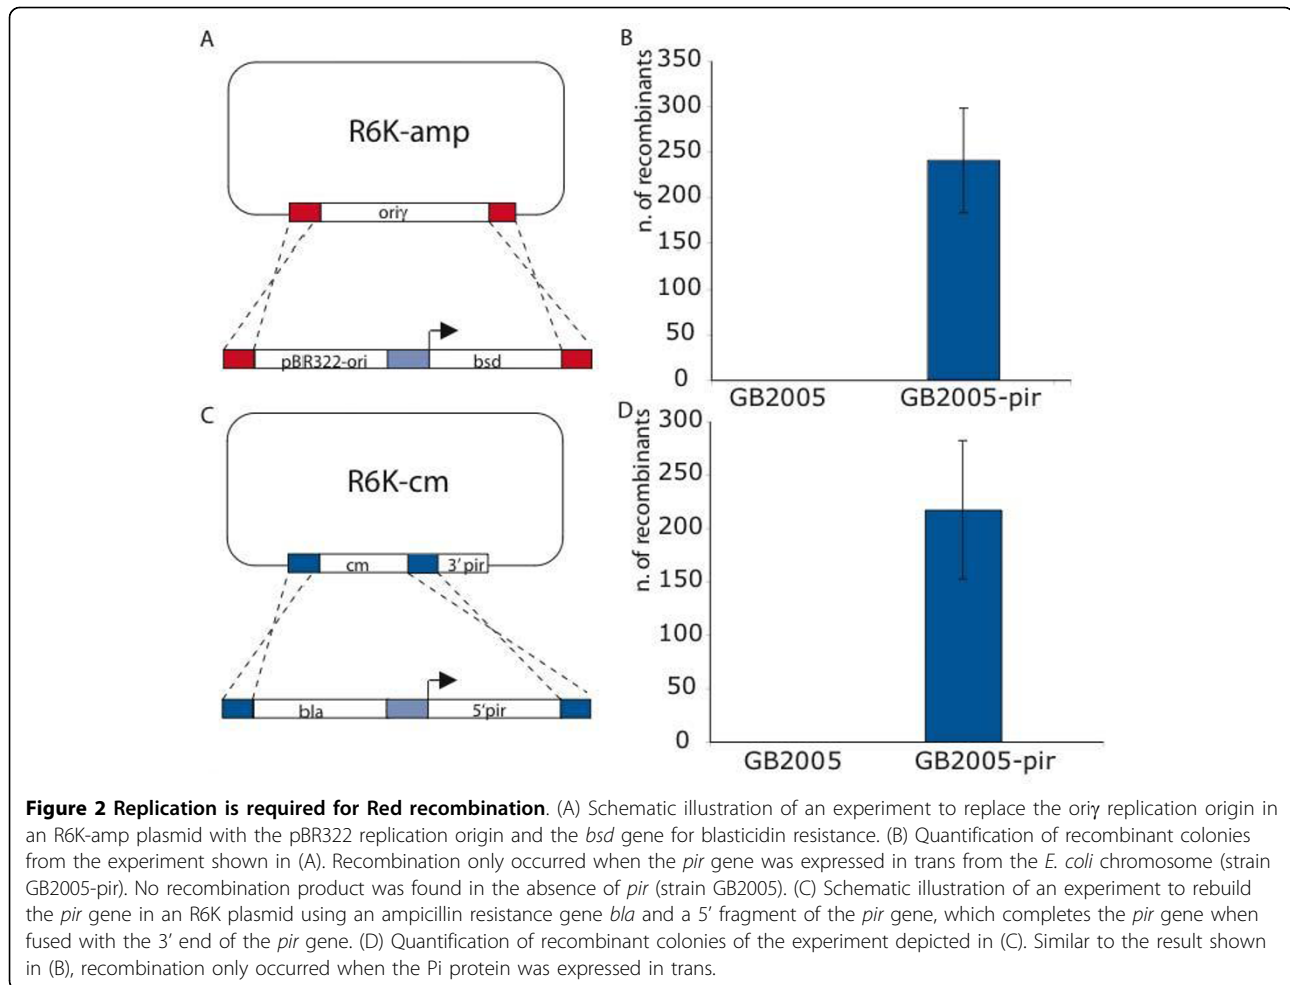 A
R6K-amp
oriγ
pBR322-ori
bsd
B
n. of recombinants
350
300
250
200
150
100
50
0
GB2005
GB2005-pir
C
R6K-cm
cm
3' pir
bla
5'pir
D
n. of recombinants
300
250
200
150
100
50
0
GB2005
GB2005-pir
Figure 2 Replication is required for Red recombination. (A) Schematic illustration of an experiment to replace the oriγ replication origin in
an R6K-amp plasmid with the pBR322 replication origin and the bsd gene for blasticidin resistance. (B) Quantification of recombinant colonies
from the experiment shown in (A). Recombination only occurred when the pir gene was expressed in trans from the E. coli chromosome (strain
GB2005-pir). No recombination product was found in the absence of pir (strain GB2005). (C) Schematic illustration of an experiment to rebuild
the pir gene in an R6K plasmid using an ampicillin resistance gene bla and a 5' fragment of the pir gene, which completes the pir gene when
fused with the 3' end of the pir gene. (D) Quantification of recombinant colonies of the experiment depicted in (C). Similar to the result shown
in (B), recombination only occurred when the Pi protein was expressed in trans.